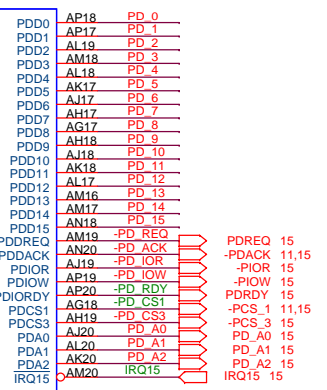 PDD0 AP18 PD_0
PDD1 AP17 PD_1
PDD2 AL19 PD_2
PDD3 AM18 PD_3
PDD4 AL18 PD_4
PDD5 AK17 PD_5
PDD6 AJ17 PD_6
PDD7 AH17 PD_7
PDD8 AG17 PD_8
PDD9 AH18 PD_9
PDD10 AJ18 PD_10
PDD11 AK18 PD_11
PDD12 AL17 PD_12
PDD13 AM16 PD_13
PDD14 AM17 PD_14
PDD15 AN18 PD_15
PDDREQ AM19 -PD_REQ PDREQ 15
PDDACK AN20 -PD_ACK -PDACK 11,15
PDIOR AJ19 -PD_IOR -PIOR 15
PDIOW AP19 -PD_IOW -PIOW 15
PDIORDY AP20 -PD_RDY PDRDY 15
PDCS1 AG18 -PD_CS1 -PCS_1 11,15
PDCS3 AH19 -PD_CS3 -PCS_3 15
PDA0 AJ20 PD_A0 PD_A0 15
PDA1 AL20 PD_A1 PD_A1 15
PDA2 AK20 PD_A2 PD_A2 15
IRQ15 AM20 IRQ15 IRQ15 15